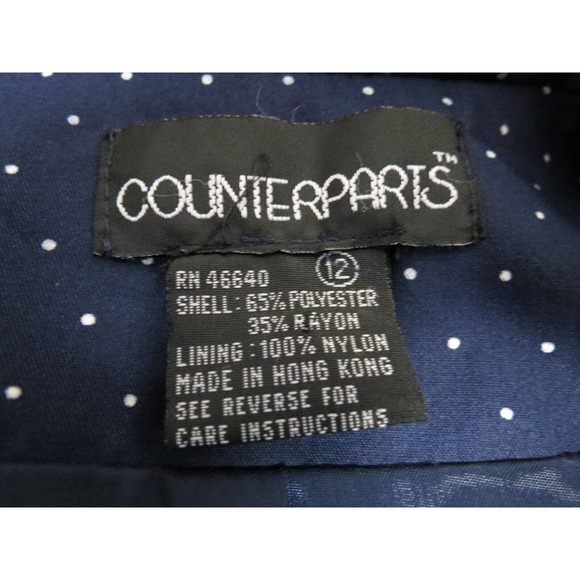 COUNTERPARTS™
RN 46640 12
SHELL: 65% POLYESTER
35% RAYON
LINING: 100% NYLON
MADE IN HONG KONG
SEE REVERSE FOR
CARE INSTRUCTIONS